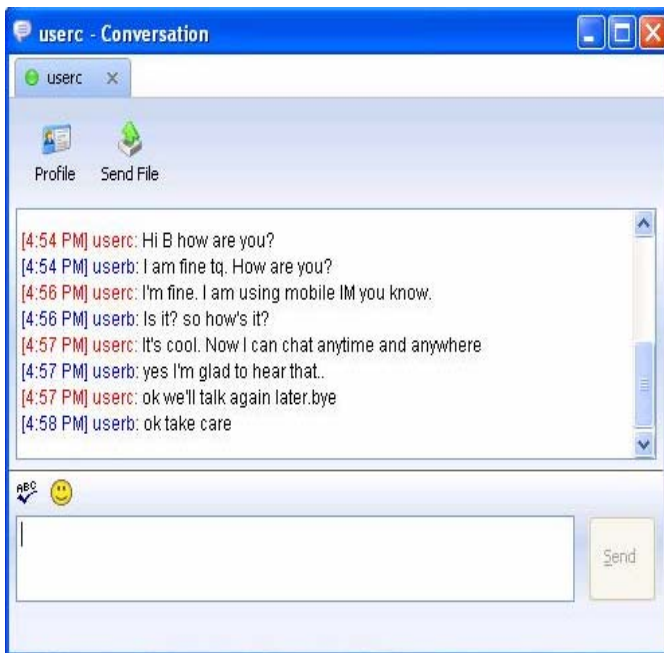 userc - Conversation
userc
Profile Send File
[4:54 PM] userc: Hi B how are you?
[4:54 PM] userb: I am fine tq. How are you?
[4:56 PM] userc: I'm fine. I am using mobile IM you know.
[4:56 PM] userb: Is it? so how's it?
[4:57 PM] userc: It's cool. Now I can chat anytime and anywhere
[4:57 PM] userb: yes I'm glad to hear that..
[4:57 PM] userc: ok we'll talk again later.bye
[4:58 PM] userb: ok take care
ABC
Send